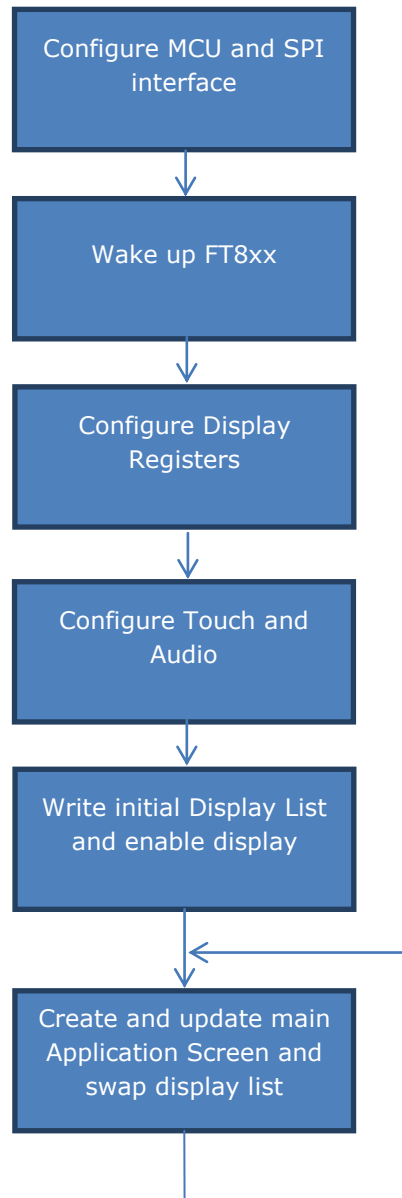 Configure MCU and SPI
interface
Wake up FT8xx
Configure Display
Registers
Configure Touch and
Audio
Write initial Display List
and enable display
Create and update main
Application Screen and
swap display list